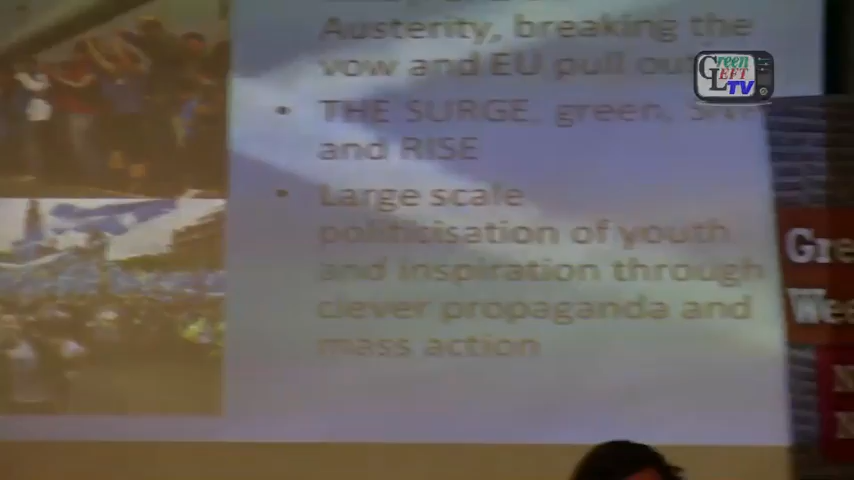 Austerity, breaking the
vow and EU pull out
Green
LEFT
TV
• THE SURGE, green, SNP
and RISE
• Large scale
politicisation of youth
and inspiration through
clever propaganda and
mass action
Gre
Wee
N
N